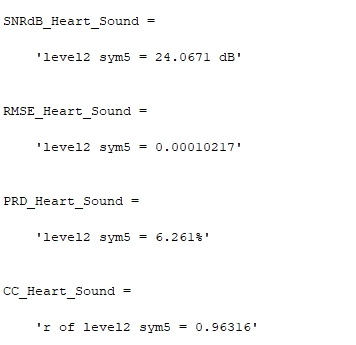 SNRdB_Heart_Sound =
'level2 sym5 = 24.0671 dB'
RMSE_Heart_Sound =
'level2 sym5 = 0.00010217'
PRD_Heart_Sound =
'level2 sym5 = 6.261%'
CC_Heart_Sound =
'r of level2 sym5 = 0.96316'